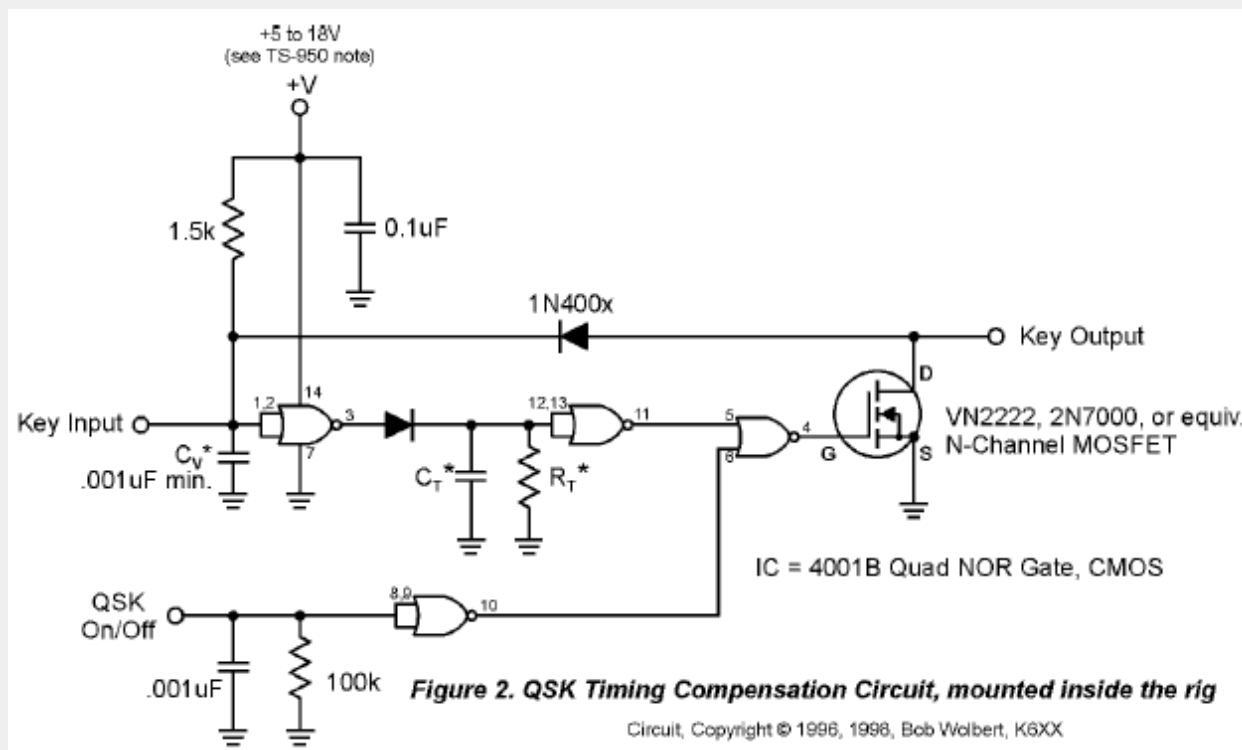 +5 to 18V
(see TS-950 note)
+V
1.5k
0.1uF
1N400x
Key Output
D
1,2
14
3
7
12,13
11
5
6
4
G
S
VN2222, 2N7000, or equiv.
N-Channel MOSFET
Key Input
Cv*
.001uF min.
CT*
RT*
IC = 4001B Quad NOR Gate, CMOS
QSK
On/Off
8,9
10
.001uF
100k
Figure 2. QSK Timing Compensation Circuit, mounted inside the rig
Circuit, Copyright © 1996, 1998, Bob Wolbert, K6XX